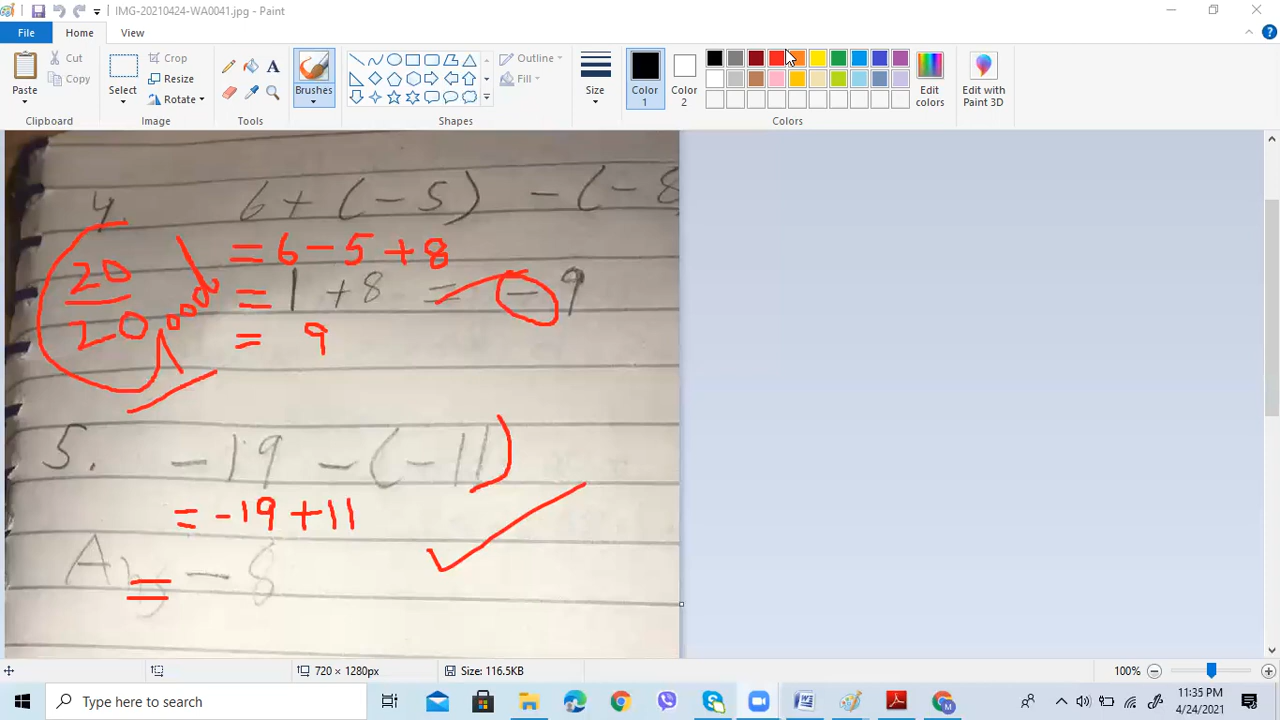 IMG-20210424-WA0041.jpg - Paint
File Home View
Paste Cut Copy Select Crop Resize Rotate Brushes Outline Fill Size Color 1 Color 2 Edit colors Edit with Paint 3D
Clipboard Image Tools Shapes Colors
4. 6 + (-5) - (-8
= 6 - 5 + 8
20
20 Good
= 1 + 8 = - 9
= 9
5. -19 - (-11)
= -19 + 11
= - 8
720 × 1280px Size: 116.5KB 100%
Type here to search
11:35 PM
4/24/2021